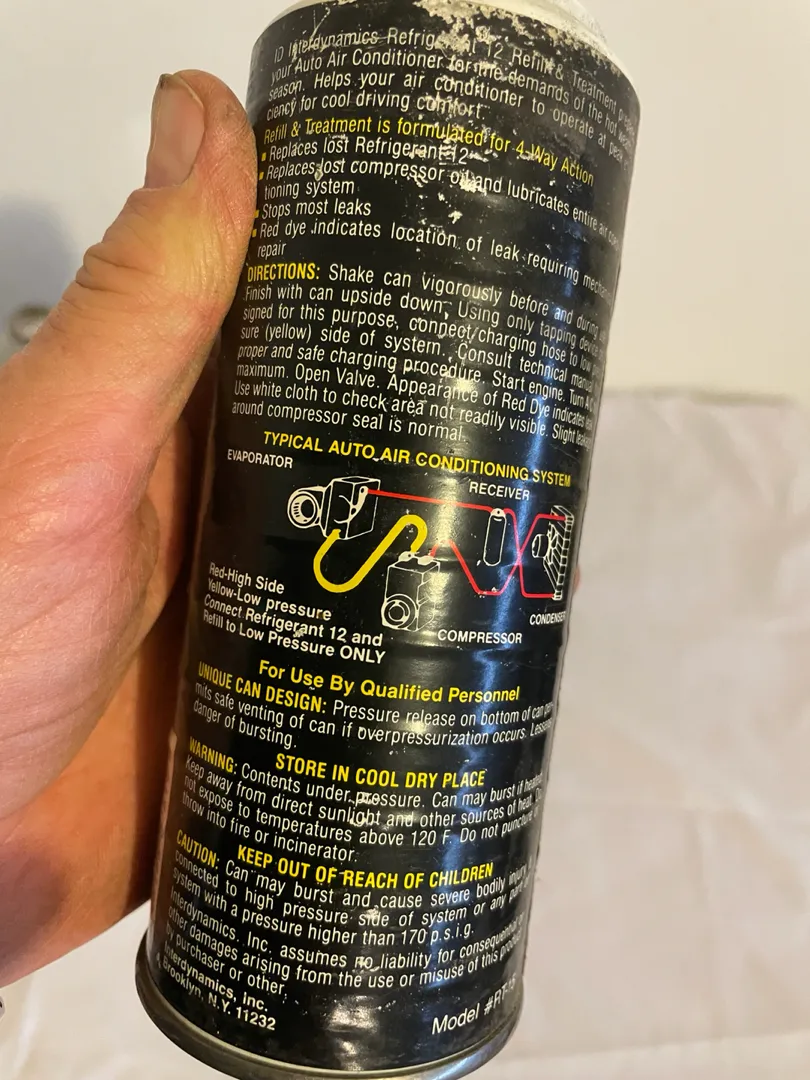 ID Interdynamics Refrigerant 12 Refill & Treatment
your Auto Air Conditioner for the demands of the hot
season. Helps your air conditioner to operate at peak
ciency for cool driving comfort.
Refill & Treatment is formulated for 4 Way Action
▪ Replaces lost Refrigerant 12
▪ Replaces lost compressor oil and lubricates entire air
tioning system
▪ Stops most leaks
▪ Red dye indicates location of leak requiring
repair
DIRECTIONS: Shake can vigorously before and during
Finish with can upside down. Using only tapping
signed for this purpose, connect charging hose to low
sure (yellow) side of system. Consult technical manual
proper and safe charging procedure. Start engine. Turn
maximum. Open Valve. Appearance of Red Dye indicates
Use white cloth to check area not readily visible. Slight
around compressor seal is normal.
TYPICAL AUTO AIR CONDITIONING SYSTEM
EVAPORATOR
RECEIVER
Red-High Side
Yellow-Low pressure
Connect Refrigerant 12 and
Refill to Low Pressure ONLY
COMPRESSOR
CONDENSE
For Use By Qualified Personnel
UNIQUE CAN DESIGN: Pressure release on bottom of can
mits safe venting of can if overpressurization occurs.
danger of bursting.
STORE IN COOL DRY PLACE
WARNING: Contents under pressure. Can may burst if
Keep away from direct sunlight and other sources of heat.
not expose to temperatures above 120 F. Do not puncture
throw into fire or incinerator.
KEEP OUT OF REACH OF CHILDREN
CAUTION: Can may burst and cause severe bodily injury
connected to high pressure side of system or any
system with a pressure higher than 170 p.s.i.g.
Interdynamics, Inc. assumes no liability for
other damages arising from the use or misuse of this
by purchaser or other.
Interdynamics, Inc.
Brooklyn, N.Y. 11232
Model